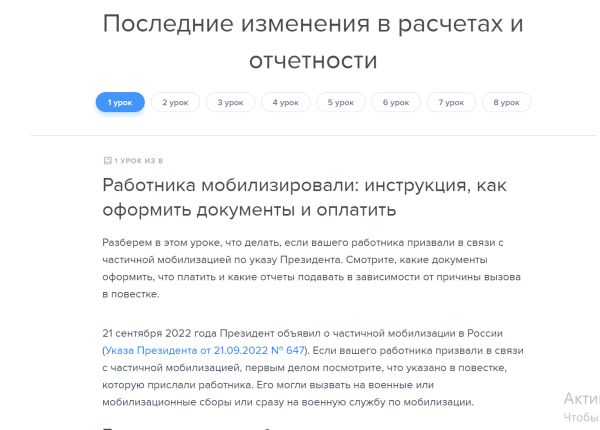 Последние изменения в расчетах и
отчетности
1 урок 2 урок 3 урок 4 урок 5 урок 6 урок 7 урок 8 урок
1 УРОК ИЗ 8
Работника мобилизировали: инструкция, как
оформить документы и оплатить
Разберем в этом уроке, что делать, если вашего работника призвали в связи с
частичной мобилизацией по указу Президента. Смотрите, какие документы
оформить, что платить и какие отчеты подавать в зависимости от причины вызова
в повестке.
21 сентября 2022 года Президент объявил о частичной мобилизации в России
(Указа Президента от 21.09.2022 № 647). Если вашего работника призвали в связи
с частичной мобилизацией, первым делом посмотрите, что указано в повестке,
которую прислали работника. Его могли вызвать на военные или
мобилизационные сборы или сразу на военную службу по мобилизации.
Чтобы